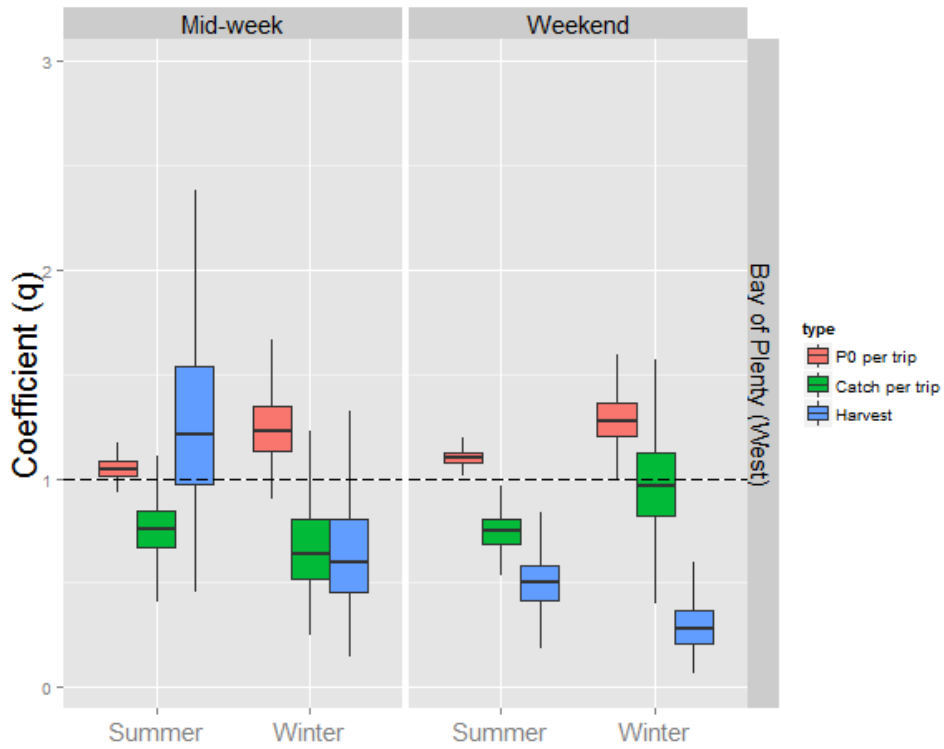 Mid-week
Weekend
Coefficient (q)
3
2
1
0
Bay of Plenty (West)
type
P0 per trip
Catch per trip
Harvest
Summer
Winter
Summer
Winter